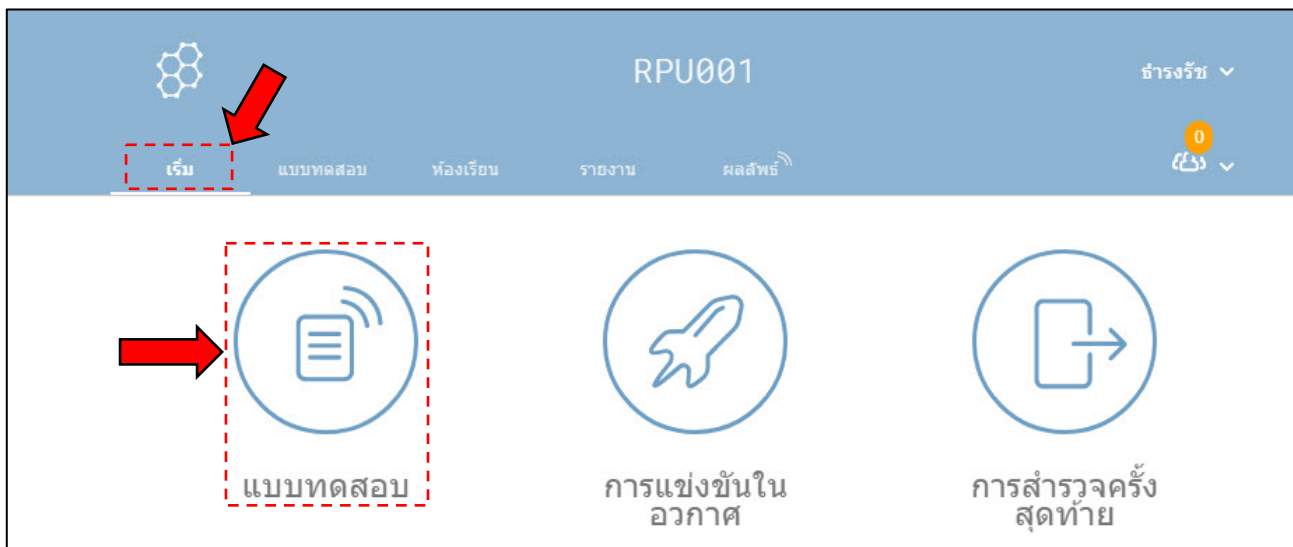 RPU001
ธำรงรัช
0
เริ่ม แบบทดสอบ ห้องเรียน รายงาน ผลลัพธ์
แบบทดสอบ
การแข่งขันใน
อวกาศ
การสำรวจครั้ง
สุดท้าย